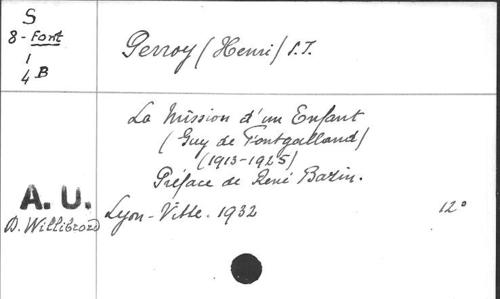 S
8 - Font
1
4 B
Perroy (Henri) S.J.
La Mission d'un Enfant
(Guy de Fontgalland)
(1913-1925)
Préface de René Bazin.
A. U.
D. Willibrord
Lyon - Vitte. 1932 12°